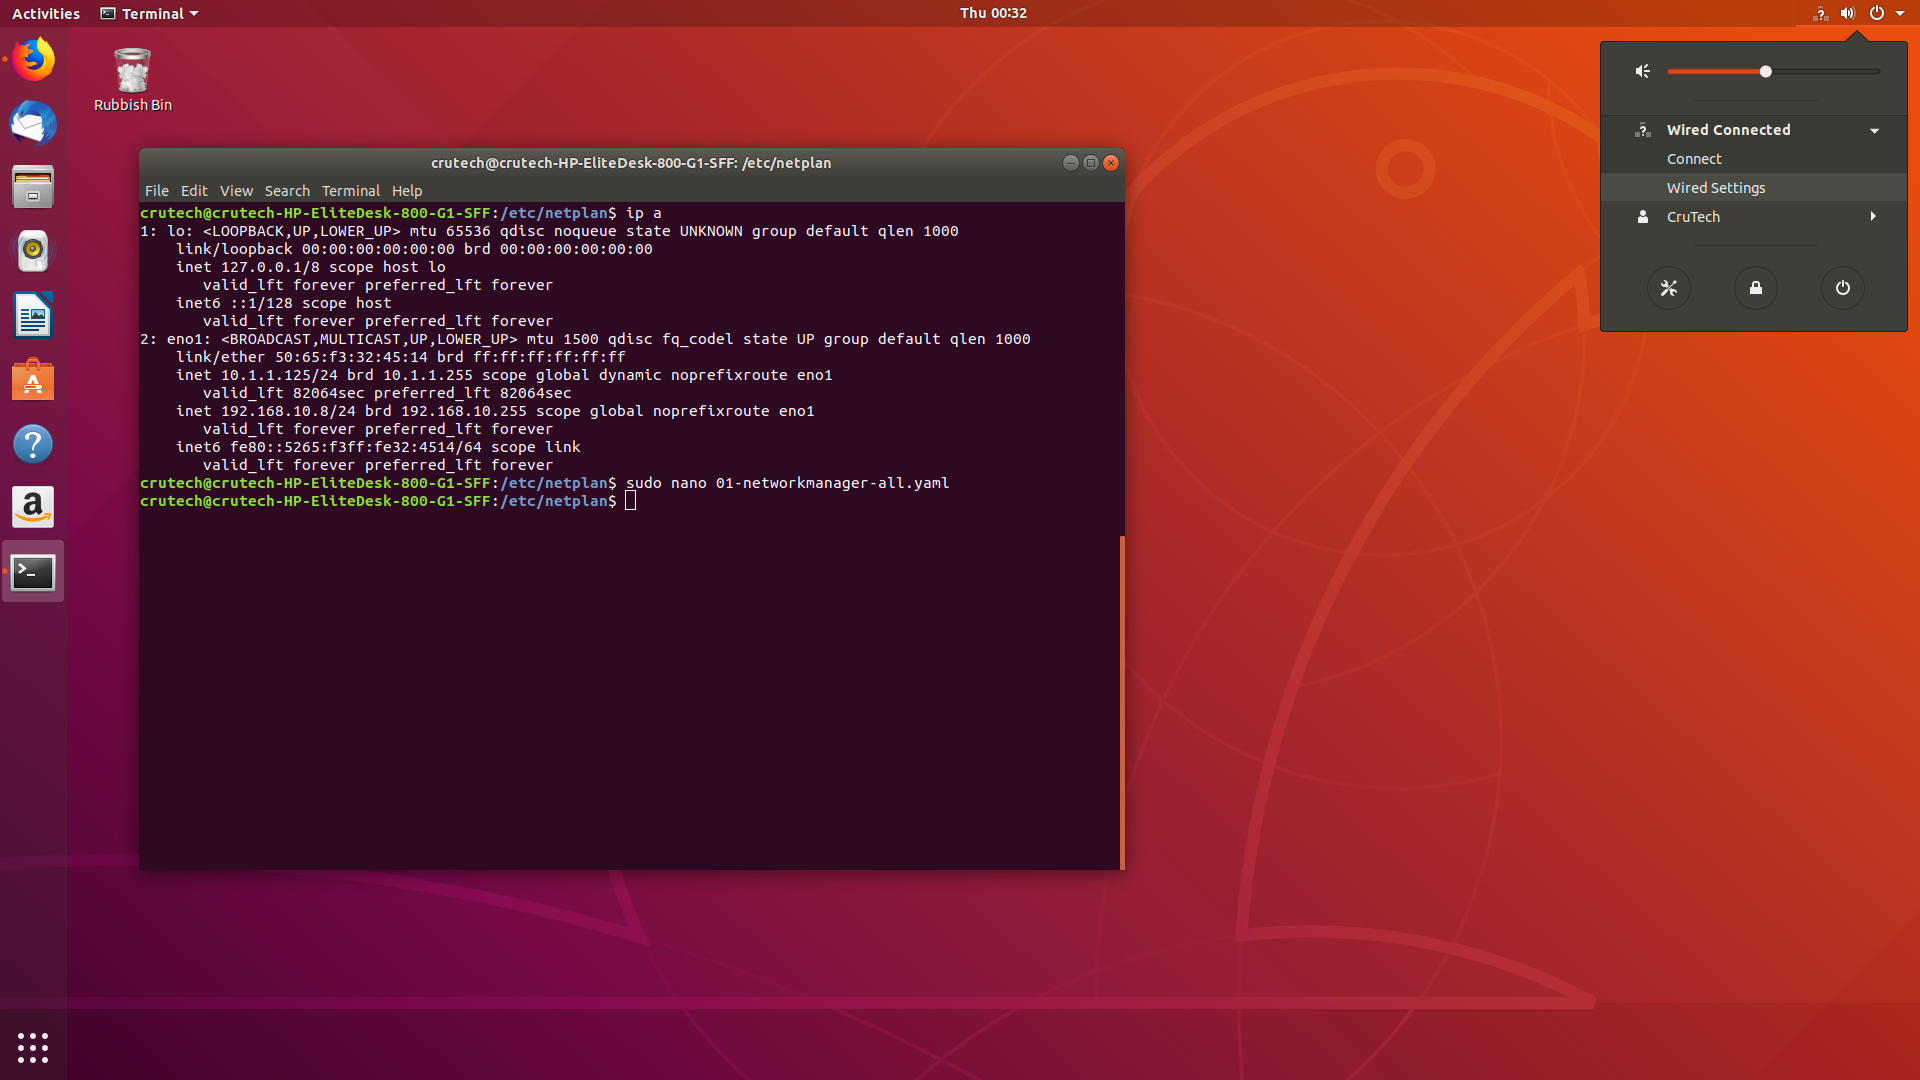 Activities Terminal Thu 00:32
Rubbish Bin
crutech@crutech-HP-EliteDesk-800-G1-SFF: /etc/netplan
File Edit View Search Terminal Help
crutech@crutech-HP-EliteDesk-800-G1-SFF:/etc/netplan$ ip a
1: lo: <LOOPBACK,UP,LOWER_UP> mtu 65536 qdisc noqueue state UNKNOWN group default qlen 1000
    link/loopback 00:00:00:00:00:00 brd 00:00:00:00:00:00
    inet 127.0.0.1/8 scope host lo
       valid_lft forever preferred_lft forever
    inet6 ::1/128 scope host
       valid_lft forever preferred_lft forever
2: eno1: <BROADCAST,MULTICAST,UP,LOWER_UP> mtu 1500 qdisc fq_codel state UP group default qlen 1000
    link/ether 50:65:f3:32:45:14 brd ff:ff:ff:ff:ff:ff
    inet 10.1.1.125/24 brd 10.1.1.255 scope global dynamic noprefixroute eno1
       valid_lft 82064sec preferred_lft 82064sec
    inet 192.168.10.8/24 brd 192.168.10.255 scope global noprefixroute eno1
       valid_lft forever preferred_lft forever
    inet6 fe80::5265:f3ff:fe32:4514/64 scope link
       valid_lft forever preferred_lft forever
crutech@crutech-HP-EliteDesk-800-G1-SFF:/etc/netplan$ sudo nano 01-networkmanager-all.yaml
crutech@crutech-HP-EliteDesk-800-G1-SFF:/etc/netplan$
Wired Connected
Connect
Wired Settings
CruTech